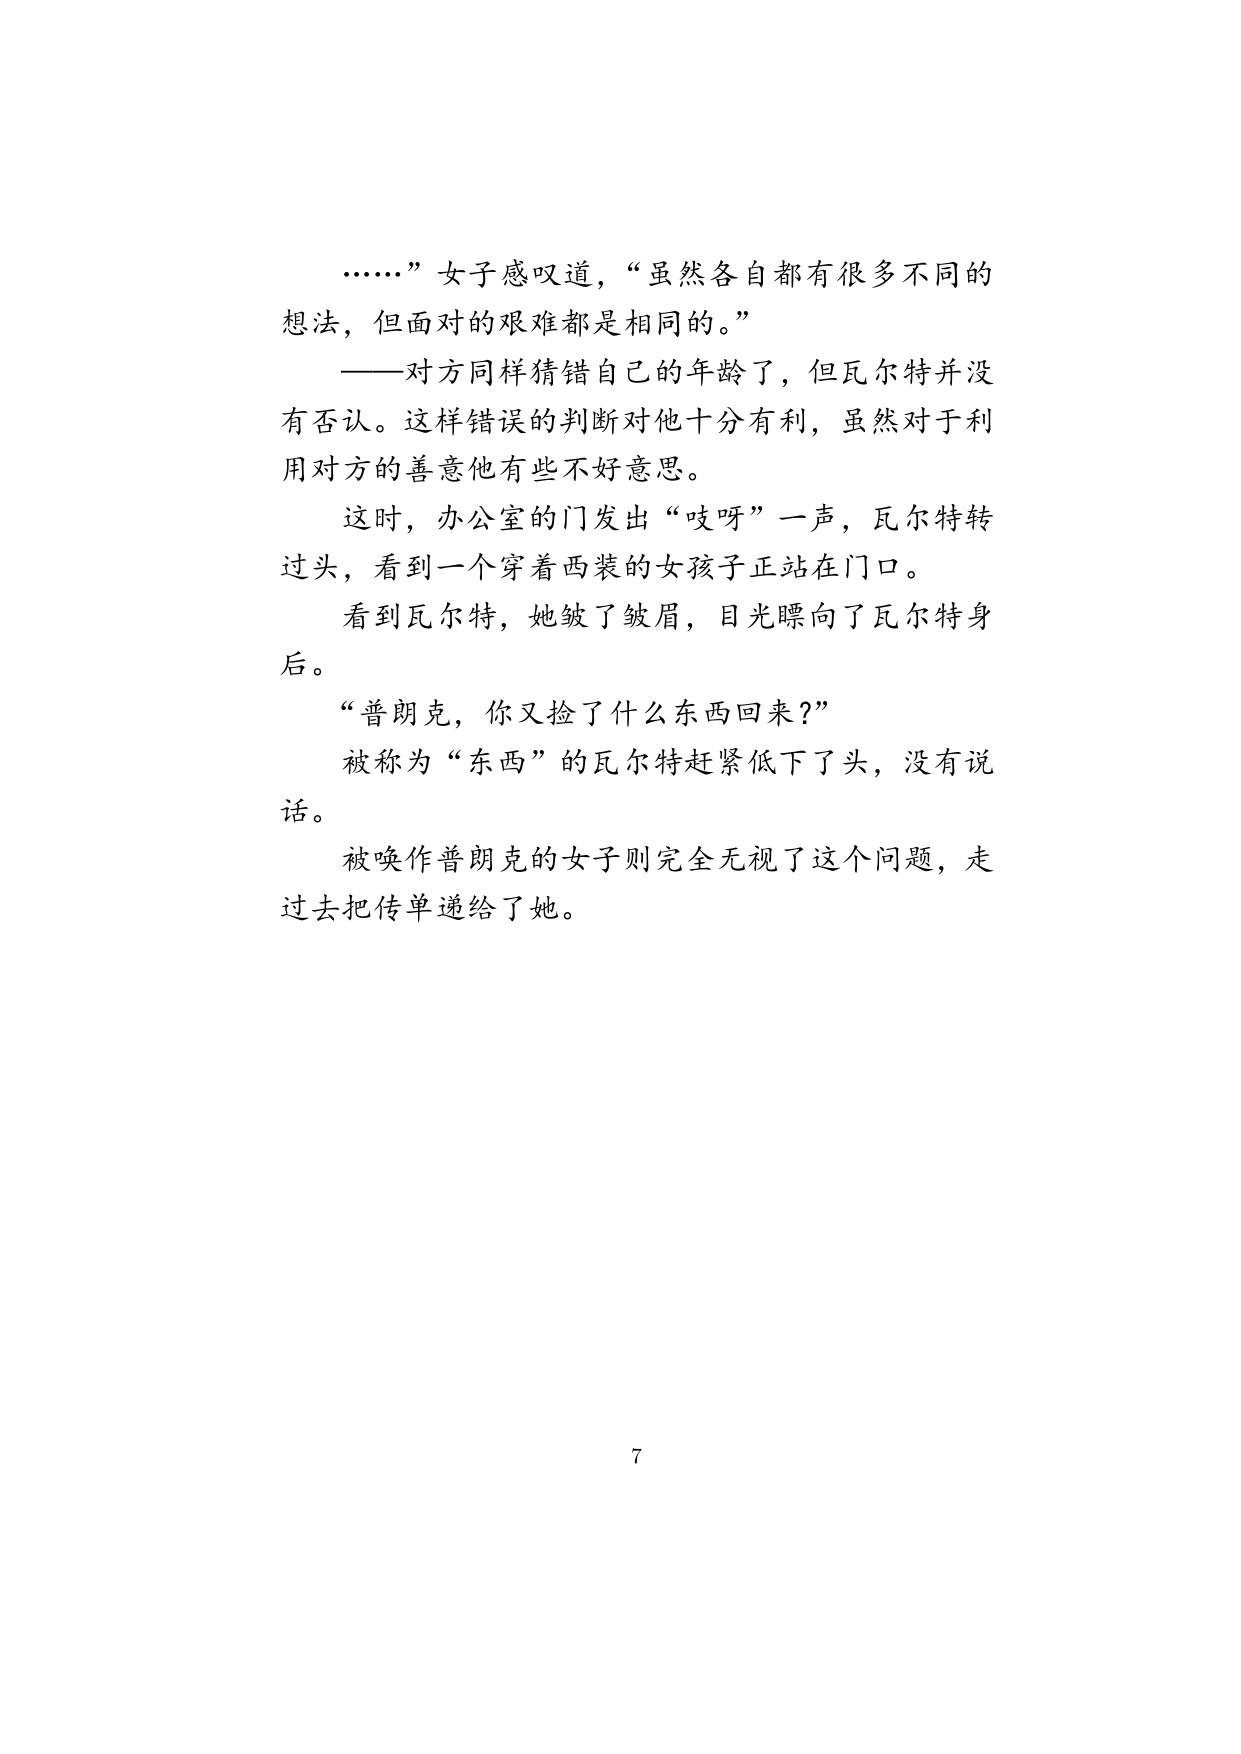 ……”女子感叹道，“虽然各自都有很多不同的
想法，但面对的艰难都是相同的。”
——对方同样猜错自己的年龄了，但瓦尔特并没
有否认。这样错误的判断对他十分有利，虽然对于利
用对方的善意他有些不好意思。
这时，办公室的门发出“吱呀”一声，瓦尔特转
过头，看到一个穿着西装的女孩子正站在门口。
看到瓦尔特，她皱了皱眉，目光瞟向了瓦尔特身
后。
“普朗克，你又捡了什么东西回来?”
被称为“东西”的瓦尔特赶紧低下了头，没有说
话。
被唤作普朗克的女子则完全无视了这个问题，走
过去把传单递给了她。
7